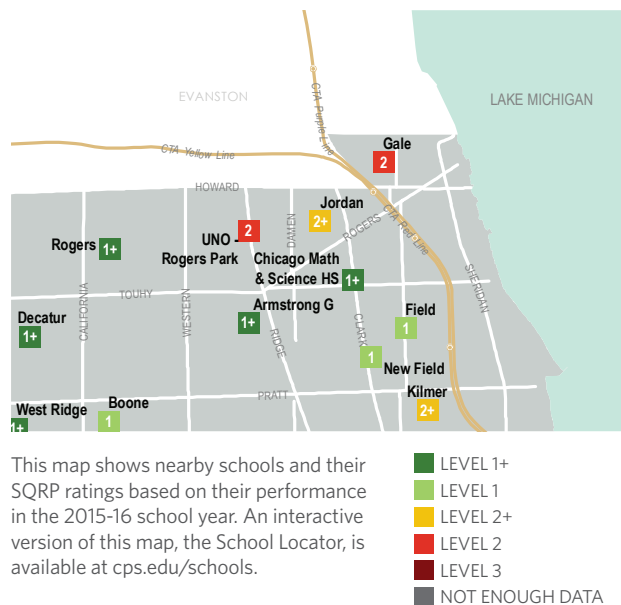 EVANSTON
LAKE MICHIGAN
CTA Purple Line
CTA Yellow Line
Gale
2
HOWARD
Jordan
2+
ROGERS
CTA Red Line
Rogers
1+
UNO -
Rogers Park
2
DAMEN
Chicago Math
& Science HS
1+
SHERIDAN
TOUHY
CALIFORNIA
WESTERN
Armstrong G
1+
RIDGE
CLARK
Field
1
Decatur
1+
1
New Field
PRATT
Kilmer
2+
West Ridge
1+
Boone
1
This map shows nearby schools and their
SQRP ratings based on their performance
in the 2015-16 school year. An interactive
version of this map, the School Locator, is
available at cps.edu/schools.
LEVEL 1+
LEVEL 1
LEVEL 2+
LEVEL 2
LEVEL 3
NOT ENOUGH DATA